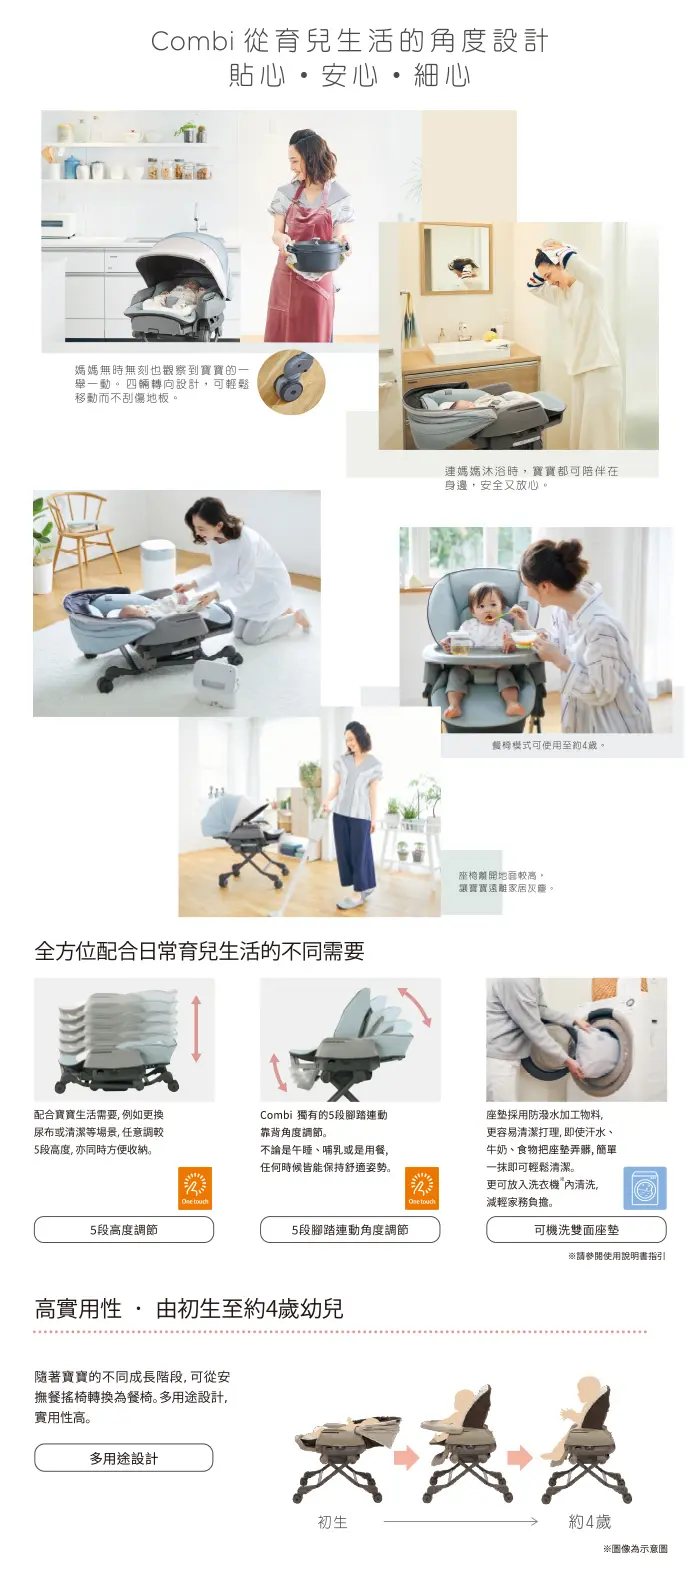 Combi 從育兒生活的角度設計
貼心・安心・細心
媽媽無時無刻也觀察到寶寶的一
舉一動。四輛轉向設計，可輕鬆
移動而不刮傷地板。
連媽媽沐浴時，寶寶都可陪伴在
身邊，安全又放心。
餐椅模式可使用至約4歲。
座椅離開地面較高，
讓寶寶遠離家居灰塵。
全方位配合日常育兒生活的不同需要
配合寶寶生活需要, 例如更換
尿布或清潔等場景, 任意調較
5段高度, 亦同時方便收納。
One touch
5段高度調節
Combi 獨有的5段腳踏連動
靠背角度調節。
不論是午睡、哺乳或是用餐,
任何時候皆能保持舒適姿勢。
One touch
5段腳踏連動角度調節
座墊採用防潑水加工物料,
更容易清潔打理, 即使汗水、
牛奶、食物把座墊弄髒, 簡單
一抹即可輕鬆清潔。
更可放入洗衣機※內清洗,
減輕家務負擔。
可機洗雙面座墊
※請參閱使用說明書指引
高實用性 ・ 由初生至約4歲幼兒
隨著寶寶的不同成長階段, 可從安
撫餐搖椅轉換為餐椅。多用途設計,
實用性高。
多用途設計
初生
約4歲
※圖像為示意圖